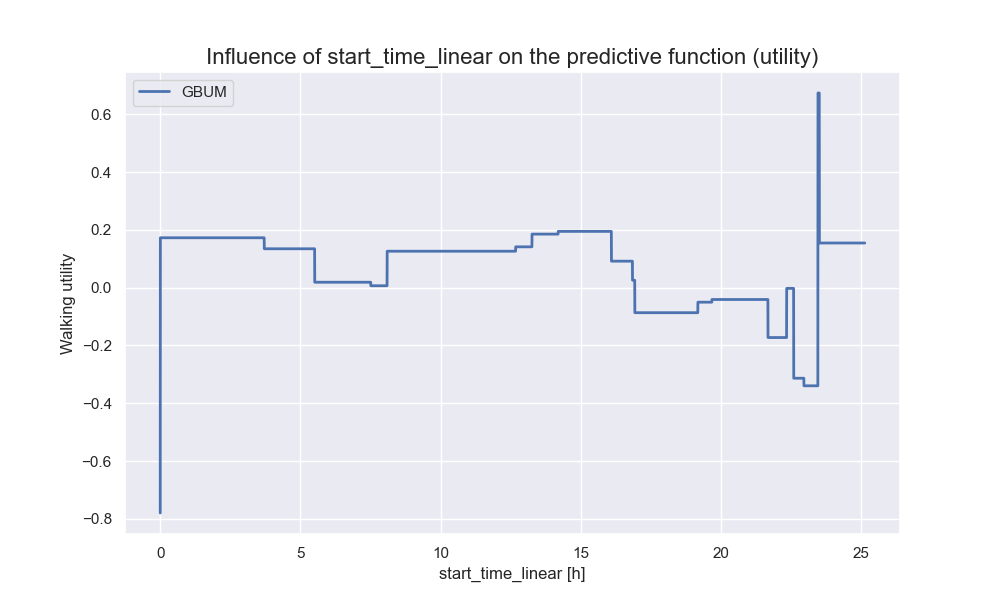 Influence of start_time_linear on the predictive function (utility)
GBUM
0.6
0.4
0.2
0.0
−0.2
−0.4
−0.6
−0.8
Walking utility
0 5 10 15 20 25
start_time_linear [h]